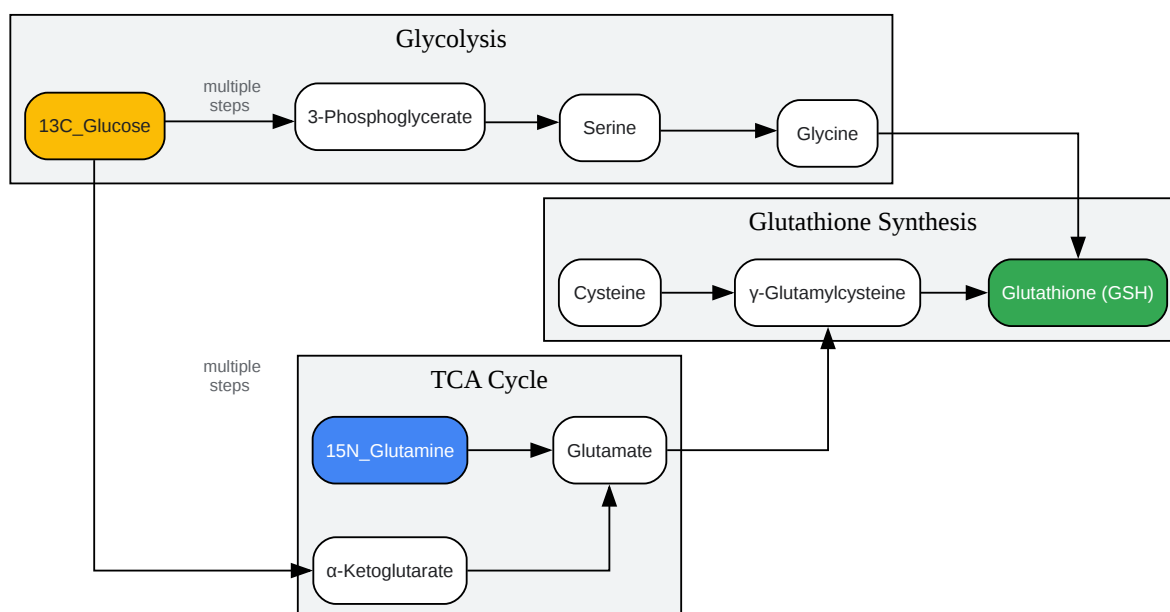 Glycolysis
multiple
steps
13C_Glucose
3-Phosphoglycerate
Serine
Glycine
Glutathione Synthesis
Cysteine
γ-Glutamylcysteine
Glutathione (GSH)
multiple
steps
TCA Cycle
15N_Glutamine
Glutamate
α-Ketoglutarate